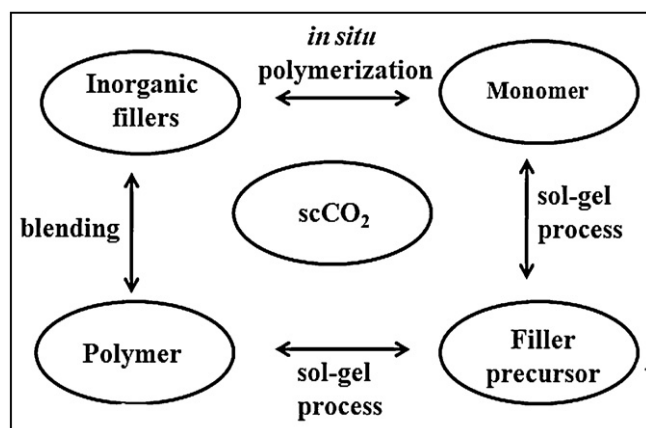 in situ
polymerization
Inorganic
fillers
Monomer
scCO₂
blending
sol-gel
process
Polymer
sol-gel
process
Filler
precursor